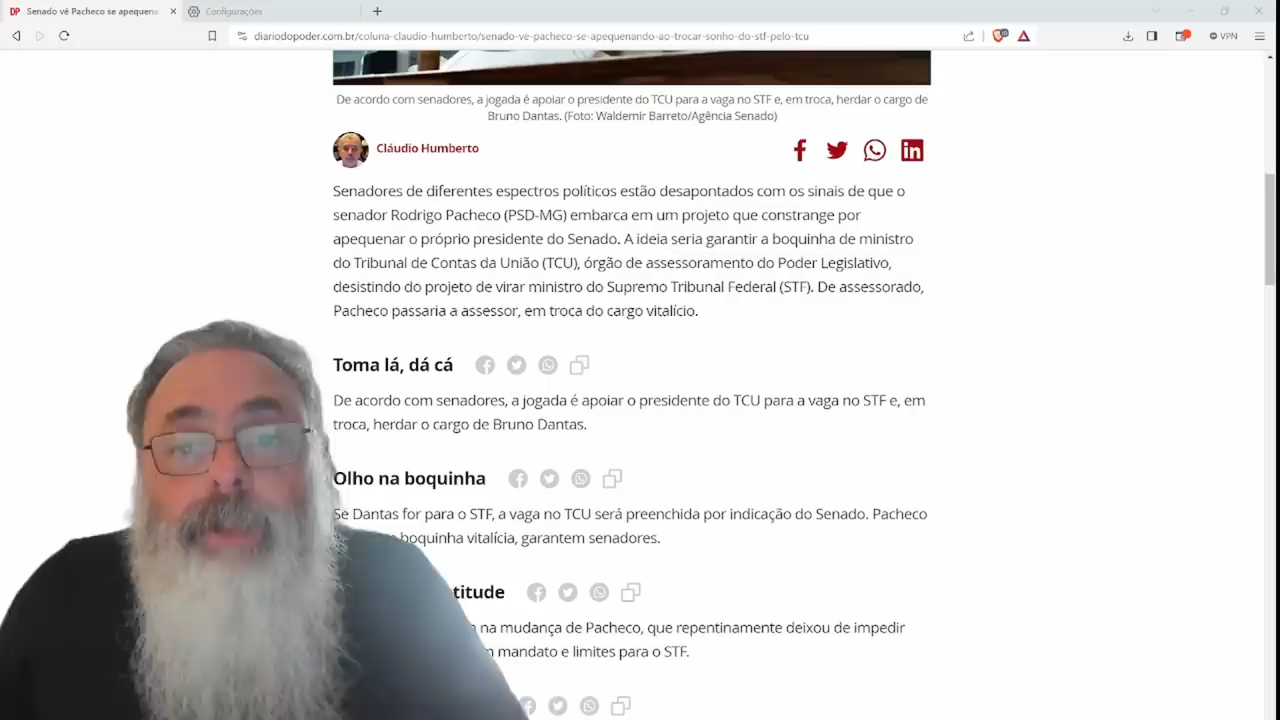 DP Senado vê Pacheco se apequena
Configurações
diariodopoder.com.br/coluna-claudio-humberto/senado-ve-pacheco-se-apequenando-ao-trocar-sonho-do-stf-pelo-tcu
VPN
De acordo com senadores, a jogada é apoiar o presidente do TCU para a vaga no STF e, em troca, herdar o cargo de
Bruno Dantas. (Foto: Waldemir Barreto/Agência Senado)
Cláudio Humberto
Senadores de diferentes espectros políticos estão desapontados com os sinais de que o
senador Rodrigo Pacheco (PSD-MG) embarca em um projeto que constrange por
apequenar o próprio presidente do Senado. A ideia seria garantir a boquinha de ministro
do Tribunal de Contas da União (TCU), órgão de assessoramento do Poder Legislativo,
desistindo do projeto de virar ministro do Supremo Tribunal Federal (STF). De assessorado,
Pacheco passaria a assessor, em troca do cargo vitalício.
Toma lá, dá cá
De acordo com senadores, a jogada é apoiar o presidente do TCU para a vaga no STF e, em
troca, herdar o cargo de Bruno Dantas.
Olho na boquinha
Se Dantas for para o STF, a vaga no TCU será preenchida por indicação do Senado. Pacheco
boquinha vitalícia, garantem senadores.
titude
na mudança de Pacheco, que repentinamente deixou de impedir
mandato e limites para o STF.